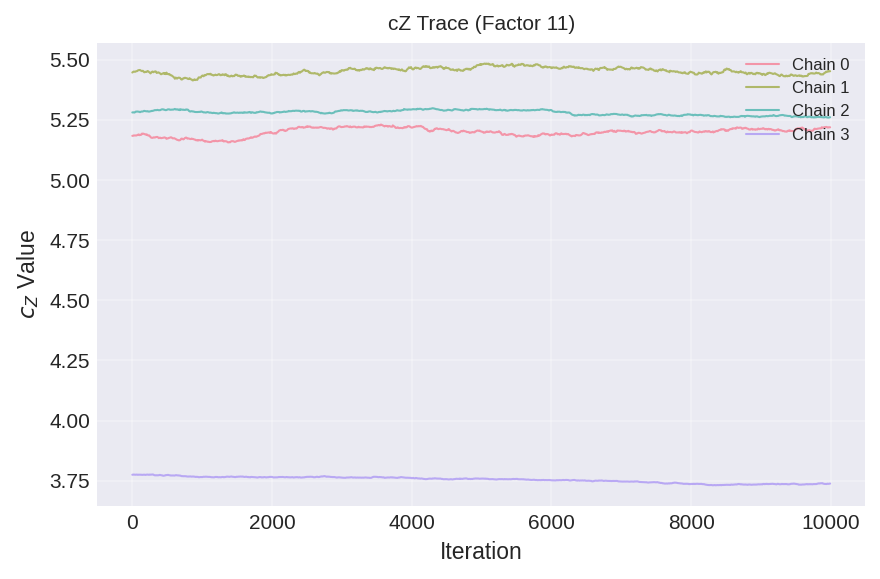 cZ Trace (Factor 11)
5.50
5.25
5.00
4.75
4.50
4.25
4.00
3.75
cZ Value
Chain 0
Chain 1
Chain 2
Chain 3
0 2000 4000 6000 8000 10000
Iteration